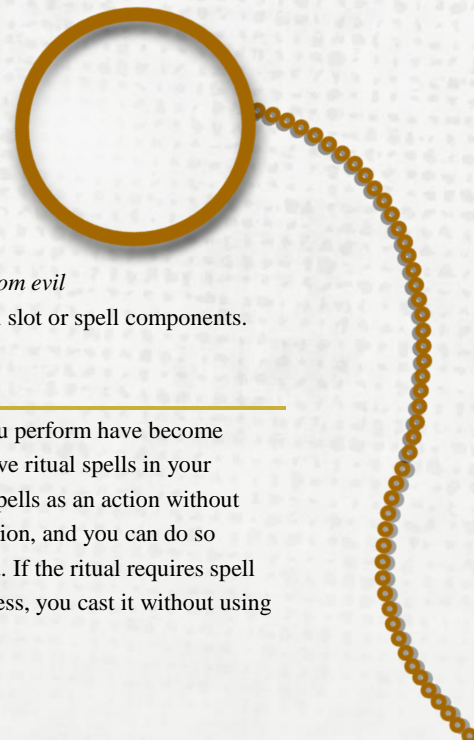 om evil
slot or spell components.
u perform have become
ve ritual spells in your
pells as an action without
ion, and you can do so
. If the ritual requires spell
ess, you cast it without using